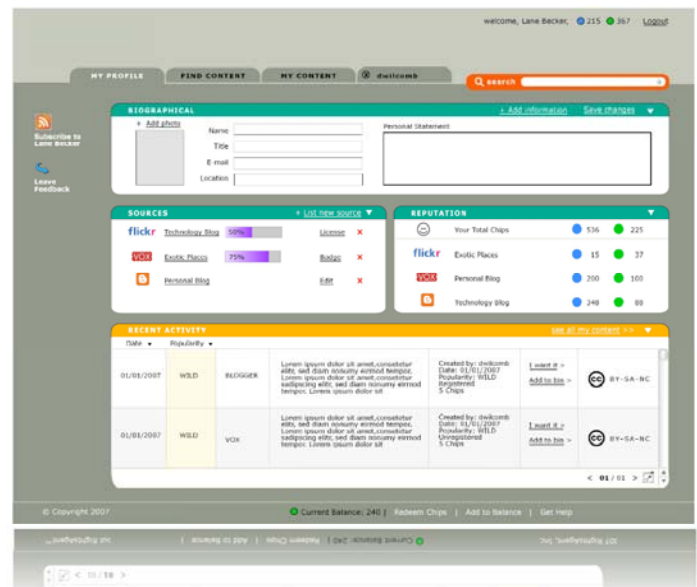 welcome, Lane Becker, 215 367 Logout
MY PROFILE FIND CONTENT MY CONTENT dwilcomb
search
Subscribe to
Lane Becker
Leave
Feedback
BIOGRAPHICAL + Add information Save changes
+ Add photo
Name
Title
E-mail
Location
Personal Statement
SOURCES + List new source
flickr Technology Blog 50% License x
VOX Exotic Places 75% Badge x
Personal Blog Edit x
REPUTATION
Your Total Chips 536 225
flickr Exotic Places 15 37
VOX Personal Blog 200 100
Technology Blog 248 88
RECENT ACTIVITY see all my content >>
Date Popularity
01/01/2007 WILD BLOGGER
Lorem ipsum dolor sit amet, consetetur
elitr, sed diam nonumy eirmod tempor.
Lorem ipsum dolor sit amet, consetetur
sadipscing elitr, sed diam nonumy eirmod
tempor. Lorem ipsum dolor sit
Created by: dwilcomb
Date: 01/01/2007
Popularity: WILD
Registered
5 Chips
I want it >
Add to bin >
cc BY-SA-NC
01/01/2007 WILD VOX
Lorem ipsum dolor sit amet, consetetur
elitr, sed diam nonumy eirmod tempor.
Lorem ipsum dolor sit amet, consetetur
sadipscing elitr, sed diam nonumy eirmod
tempor. Lorem ipsum dolor sit
Created by: dwilcomb
Date: 01/01/2007
Popularity: WILD
Unregistered
5 Chips
I want it >
Add to bin >
cc BY-SA-NC
< 01 / 01 >
© Copyright 2007 Current Balance: 240 | Redeem Chips | Add to Balance | Get Help